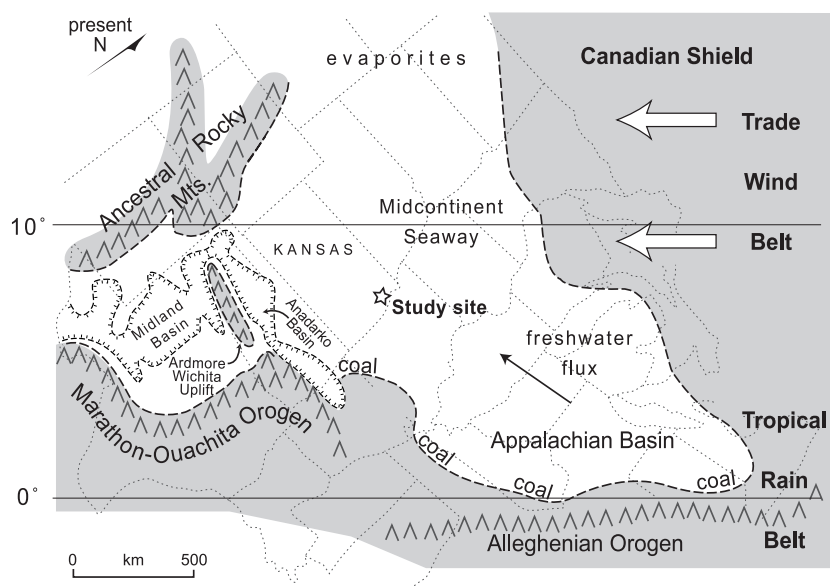 present
N
evaporites
Canadian Shield
Ancestral Rocky
Mts.
Trade
Wind
Belt
10°
Midcontinent
Seaway
KANSAS
Study site
Midland
Basin
Anadarko
Basin
Ardmore
Wichita
Uplift
freshwater
flux
coal
Marathon-Ouachita Orogen
Appalachian Basin
coal
coal
coal
Tropical
Rain
Belt
0°
Alleghenian Orogen
0 km 500